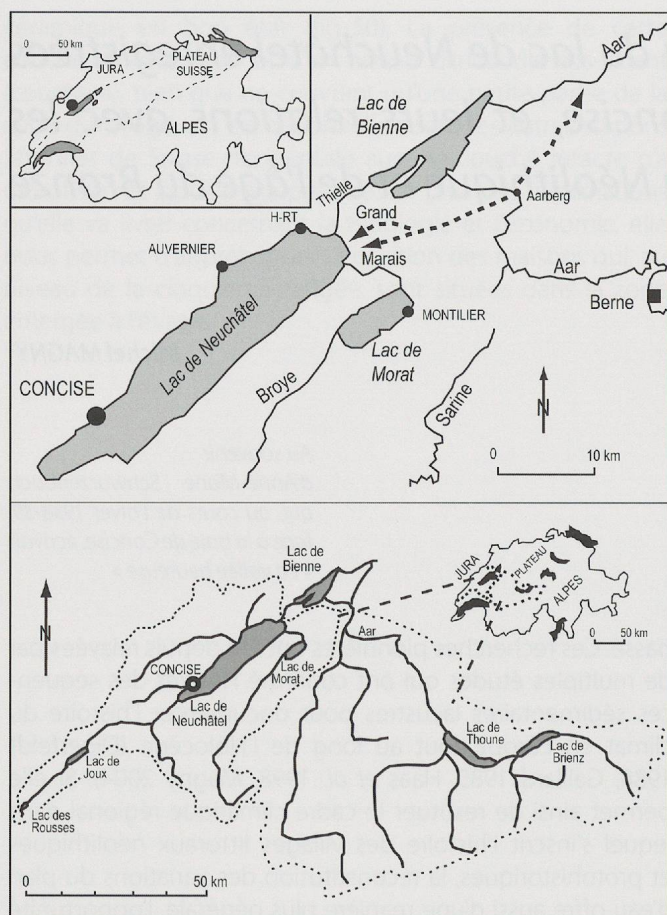 0 50 km
JURA
PLATEAU
SUISSE
C
ALPES
Aar
Lac de
Bienne
Thielle
Aarberg
H-RT
Grand
Marais
AUVERNIER
Aar
Berne
Lac de Neuchâtel
MONTILIER
Lac de
Morat
CONCISE
Broye
Sarine
N
0 10 km
Lac de
Bienne
JURA
PLATEAU
ALPES
0 50 km
N
Aar
CONCISE
Lac de
Morat
Lac de
Neuchâtel
Lac de
Thoune
Lac de
Brienz
Lac de
Joux
Lac des
Rousses
0 50 km